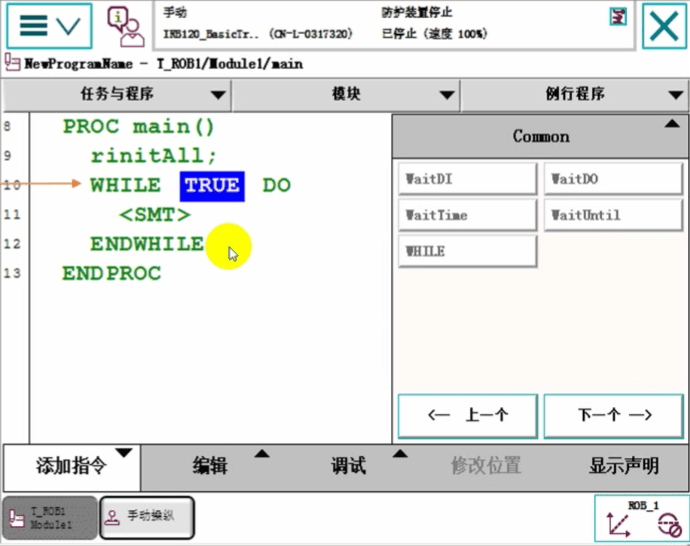 手动
防护装置停止
IRB120_BasicTr.. (CN-L-0317320)
已停止 (速度 100%)
NewProgramName - T_ROB1/Module1/main
任务与程序
模块
例行程序
8 PROC main()
9 rinitAll;
10 WHILE TRUE DO
11 <SMT>
12 ENDWHILE
13 ENDPROC
Common
WaitDI
WaitDO
WaitTime
WaitUntil
WHILE
<— 上一个
下一个 —>
添加指令
编辑
调试
修改位置
显示声明
T_ROB1
Module1
手动操纵
ROB_1